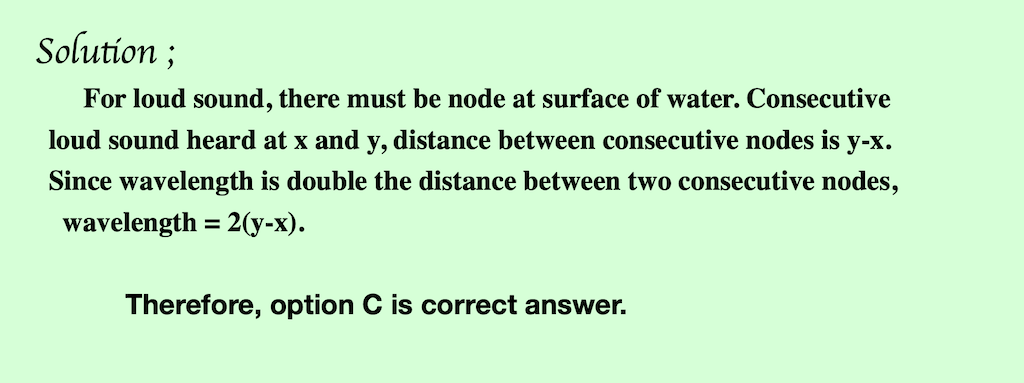 Solution ;
For loud sound, there must be node at surface of water. Consecutive
loud sound heard at x and y, distance between consecutive nodes is y-x.
Since wavelength is double the distance between two consecutive nodes,
wavelength = 2(y-x).
Therefore, option C is correct answer.